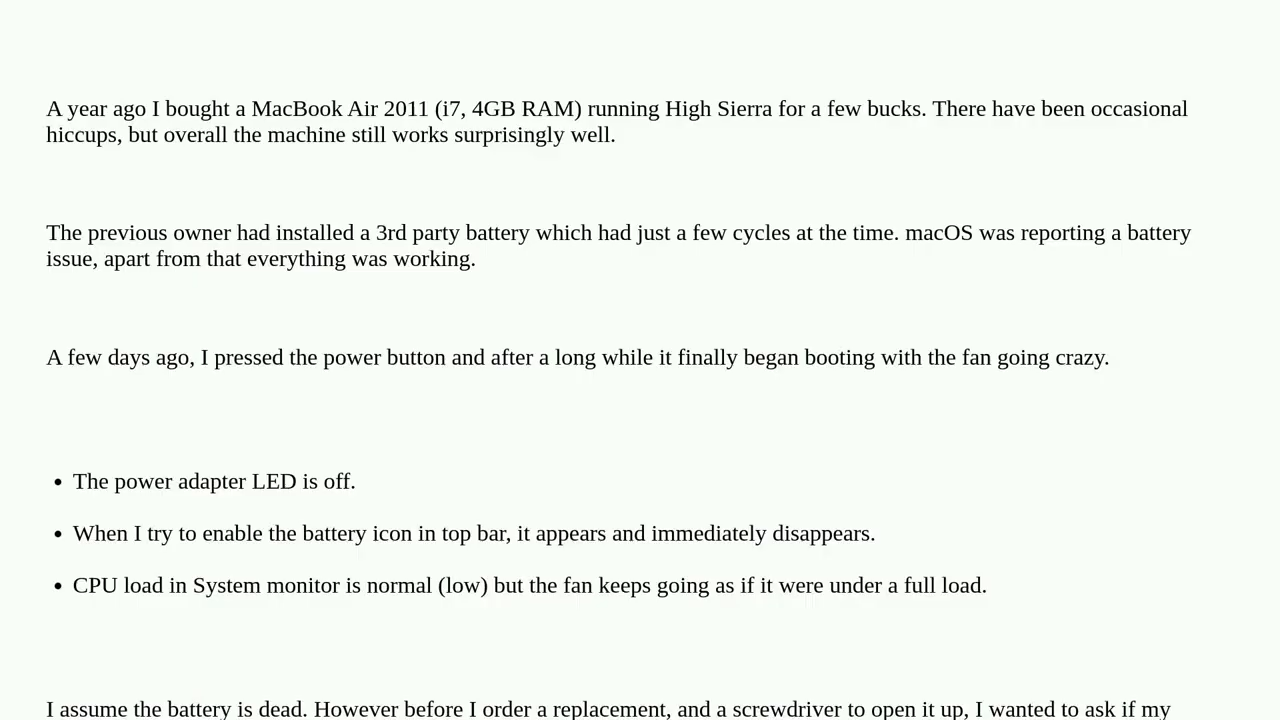 A year ago I bought a MacBook Air 2011 (i7, 4GB RAM) running High Sierra for a few bucks. There have been occasional
hiccups, but overall the machine still works surprisingly well.
The previous owner had installed a 3rd party battery which had just a few cycles at the time. macOS was reporting a battery
issue, apart from that everything was working.
A few days ago, I pressed the power button and after a long while it finally began booting with the fan going crazy.
• The power adapter LED is off.
• When I try to enable the battery icon in top bar, it appears and immediately disappears.
• CPU load in System monitor is normal (low) but the fan keeps going as if it were under a full load.
I assume the battery is dead. However before I order a replacement, and a screwdriver to open it up, I wanted to ask if my